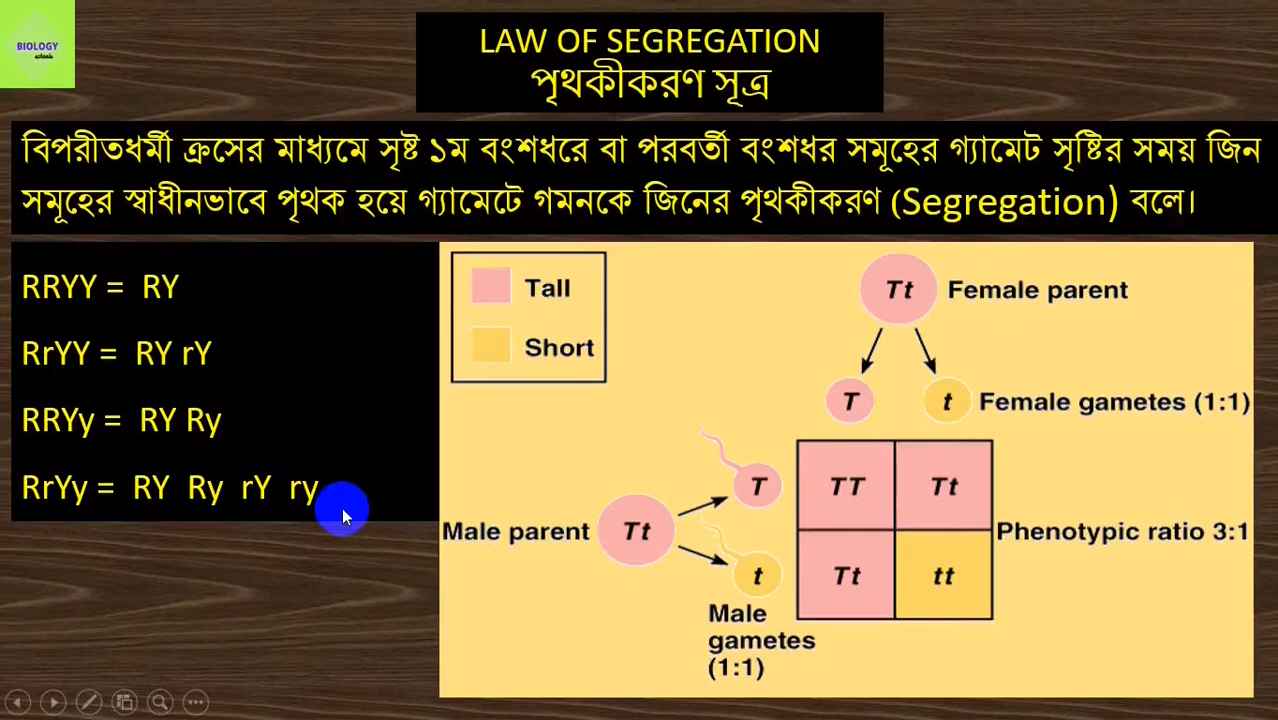 BIOLOGY
schools
LAW OF SEGREGATION
পৃথকীকরণ সূত্র
বিপরীতধর্মী ক্রসের মাধ্যমে সৃষ্ট ১ম বংশধরে বা পরবর্তী বংশধর সমূহের গ্যামেট সৃষ্টির সময় জিন
সমূহের স্বাধীনভাবে পৃথক হয়ে গ্যামেটে গমনকে জিনের পৃথকীকরণ (Segregation) বলে।
RRYY = RY
RrYY = RY rY
RRYy = RY Ry
RrYy = RY Ry rY ry
Tall
Short
Tt Female parent
T t Female gametes (1:1)
T TT Tt
Male parent Tt Phenotypic ratio 3:1
t Tt tt
Male
gametes
(1:1)